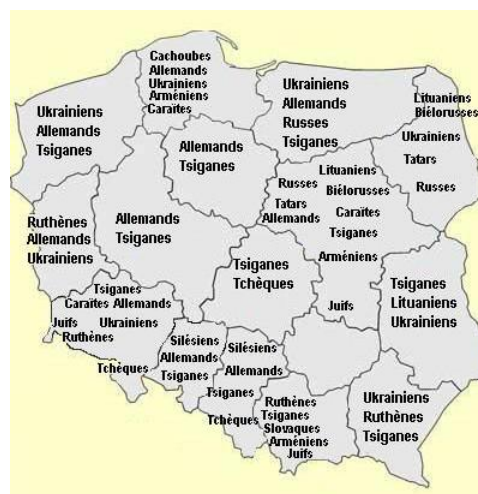 Cachoubes
Allemands
Ukrainiens
Arméniens
Caraïtes
Ukrainiens
Allemands
Tsiganes
Ukrainiens
Allemands
Russes
Tsiganes
Lituaniens
Biélorusses
Ukrainiens
Tatars
Russes
Allemands
Tsiganes
Lituaniens
Russes
Biélorusses
Tatars
Caraïtes
Allemands
Tsiganes
Arméniens
Juifs
Ruthènes
Allemands
Ukrainiens
Allemands
Tsiganes
Tsiganes
Tchèques
Tsiganes
Lituaniens
Ukrainiens
Tsiganes
Caraïtes Allemands
Juifs Ukrainiens
Ruthènes
Tchèques
Silésiens
Allemands
Tsiganes
Silésiens
Allemands
Tsiganes
Tchèques
Ruthènes
Tsiganes
Slovaques
Arméniens
Juifs
Ukrainiens
Ruthènes
Tsiganes